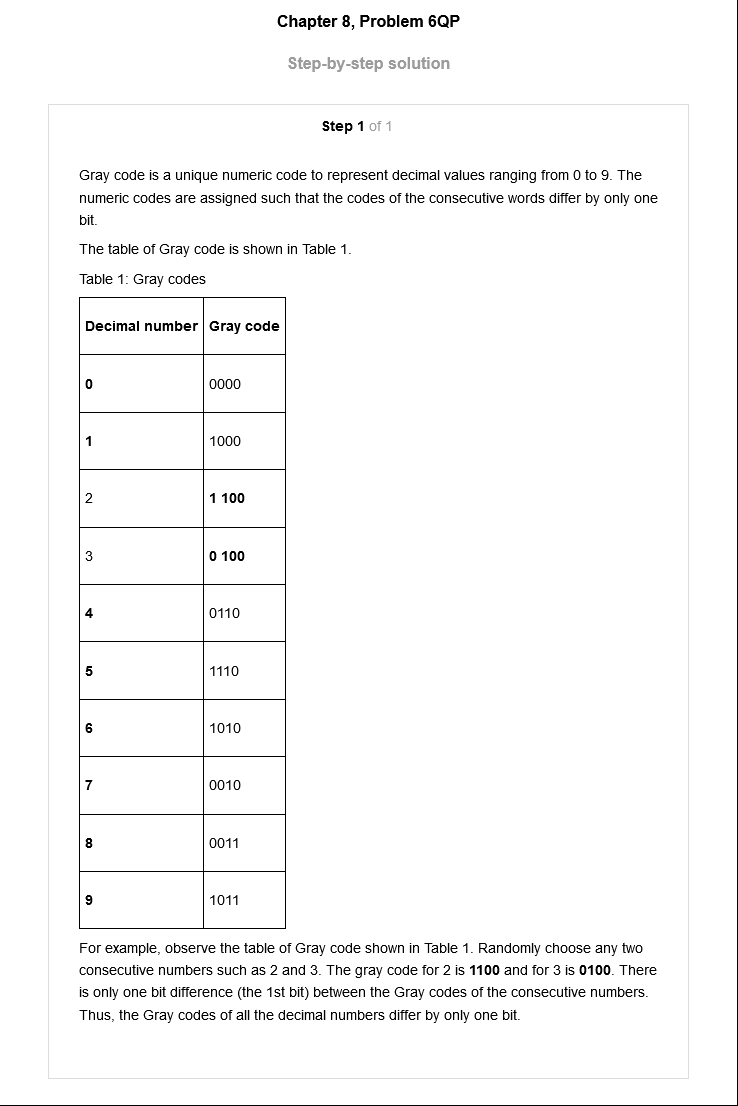 Chapter 8, Problem 6QP
Step-by-step solution
Step 1 of 1
Gray code is a unique numeric code to represent decimal values ranging from 0 to 9. The
numeric codes are assigned such that the codes of the consecutive words differ by only one
bit.
The table of Gray code is shown in Table 1.
Table 1: Gray codes
Decimal number Gray code
0 0000
1 1000
2 1 100
3 0 100
4 0110
5 1110
6 1010
7 0010
8 0011
9 1011
For example, observe the table of Gray code shown in Table 1. Randomly choose any two
consecutive numbers such as 2 and 3. The gray code for 2 is 1100 and for 3 is 0100. There
is only one bit difference (the 1st bit) between the Gray codes of the consecutive numbers.
Thus, the Gray codes of all the decimal numbers differ by only one bit.